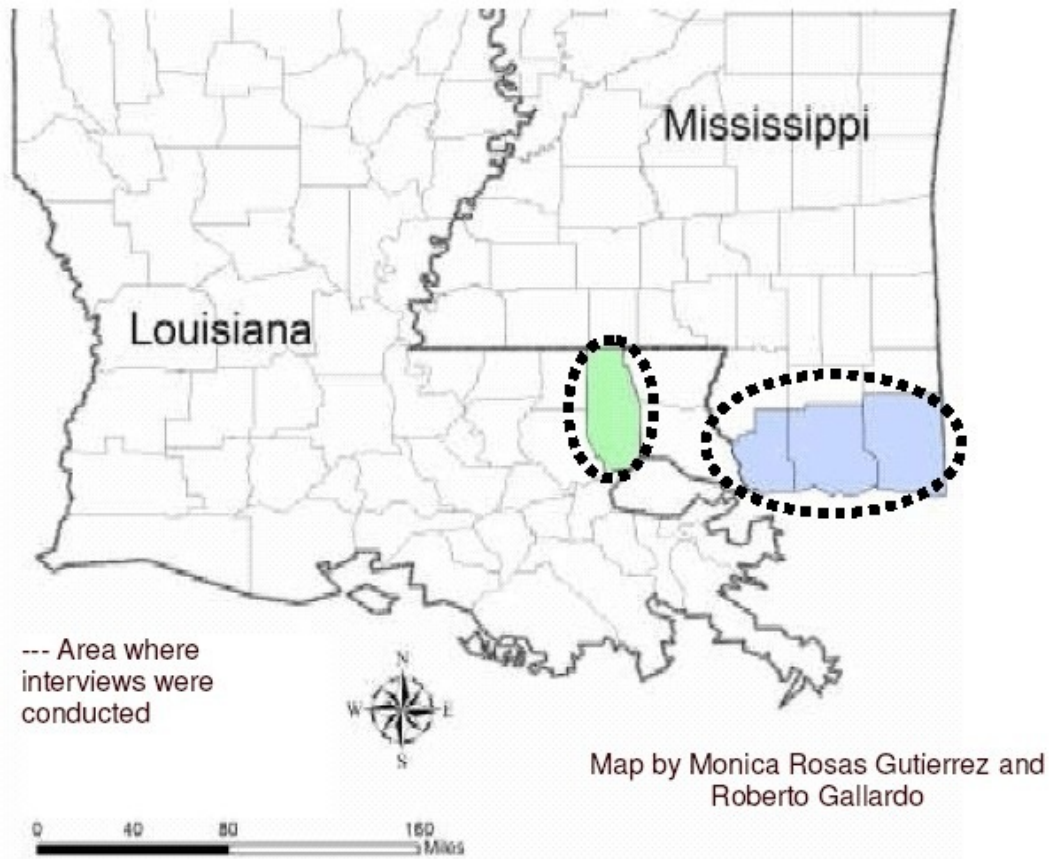 Mississippi
Louisiana
--- Area where
interviews were
conducted
N
W E
S
Map by Monica Rosas Gutierrez and
Roberto Gallardo
0 40 80 160
Miles